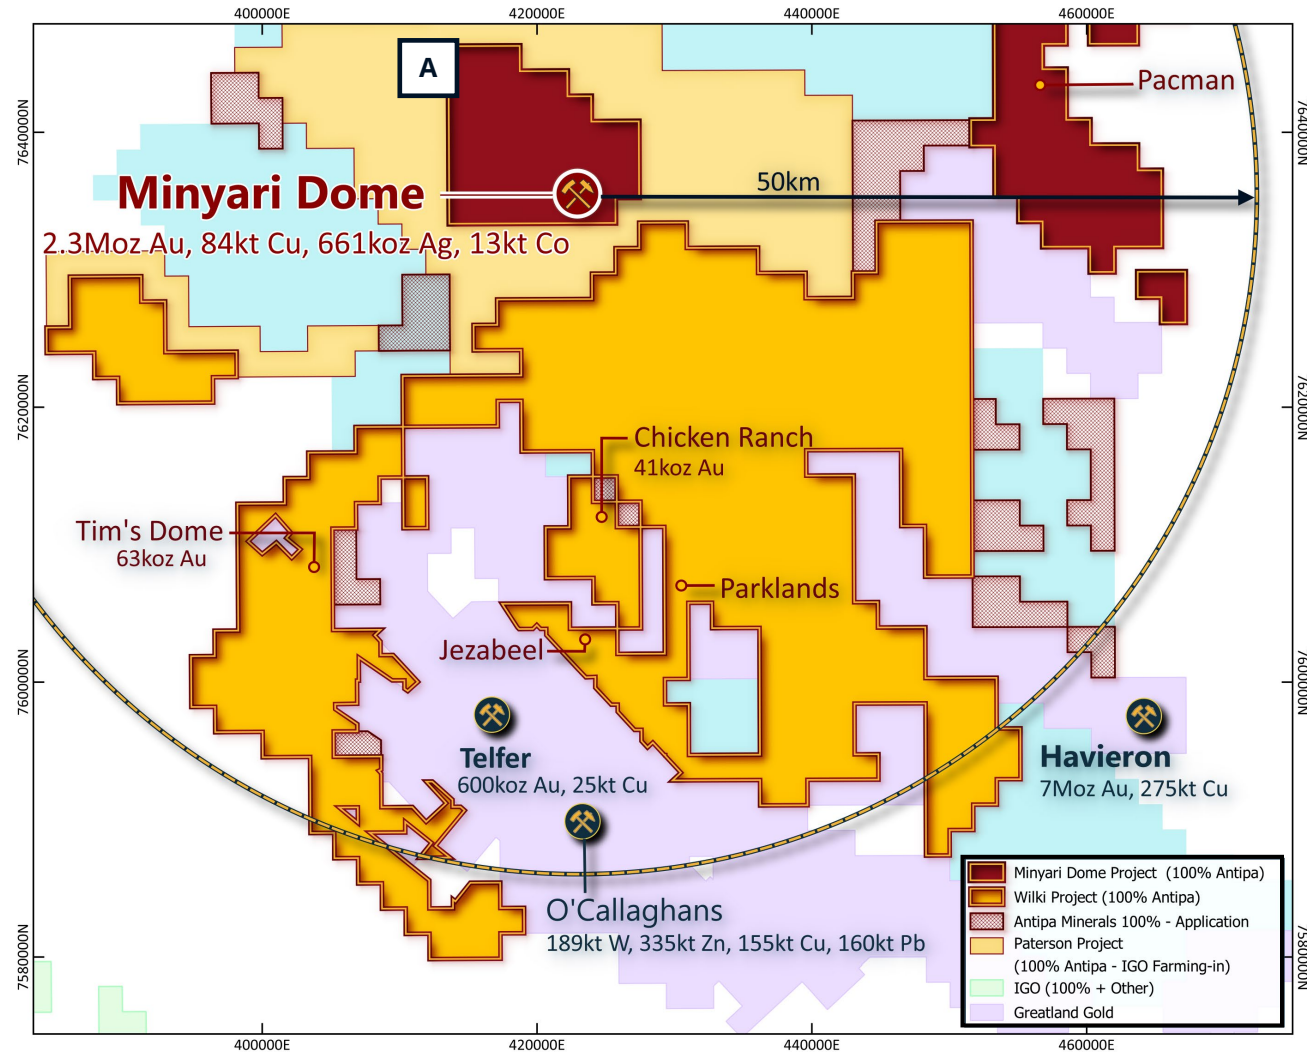 400000E
420000E
440000E
460000E
A
Pacman
7640000N
7640000N
50km
Minyari Dome
2.3Moz Au, 84kt Cu, 661koz Ag, 13kt Co
7620000N
7620000N
Chicken Ranch
41koz Au
Tim's Dome
63koz Au
Parklands
Jezabeel
7600000N
7600000N
Telfer
600koz Au, 25kt Cu
Havieron
7Moz Au, 275kt Cu
O'Callaghans
189kt W, 335kt Zn, 155kt Cu, 160kt Pb
7580000N
7580000N
Minyari Dome Project (100% Antipa)
Wilki Project (100% Antipa)
Antipa Minerals 100% - Application
Paterson Project
(100% Antipa - IGO Farming-in)
IGO (100% + Other)
Greatland Gold
400000E
420000E
440000E
460000E